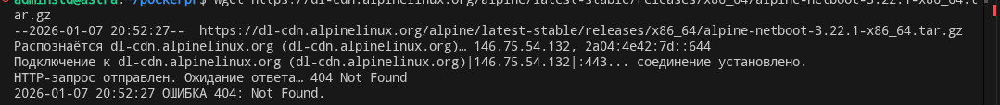 adminstd@astra:~/pockerpr$ wget https://dl-cdn.alpinelinux.org/alpine/latest-stable/releases/x86_64/alpine-netboot-3.22.1-x86_64.t
ar.gz
--2026-01-07 20:52:27--  https://dl-cdn.alpinelinux.org/alpine/latest-stable/releases/x86_64/alpine-netboot-3.22.1-x86_64.tar.gz
Распознаётся dl-cdn.alpinelinux.org (dl-cdn.alpinelinux.org)… 146.75.54.132, 2a04:4e42:7d::644
Подключение к dl-cdn.alpinelinux.org (dl-cdn.alpinelinux.org)|146.75.54.132|:443... соединение установлено.
HTTP-запрос отправлен. Ожидание ответа… 404 Not Found
2026-01-07 20:52:27 ОШИБКА 404: Not Found.